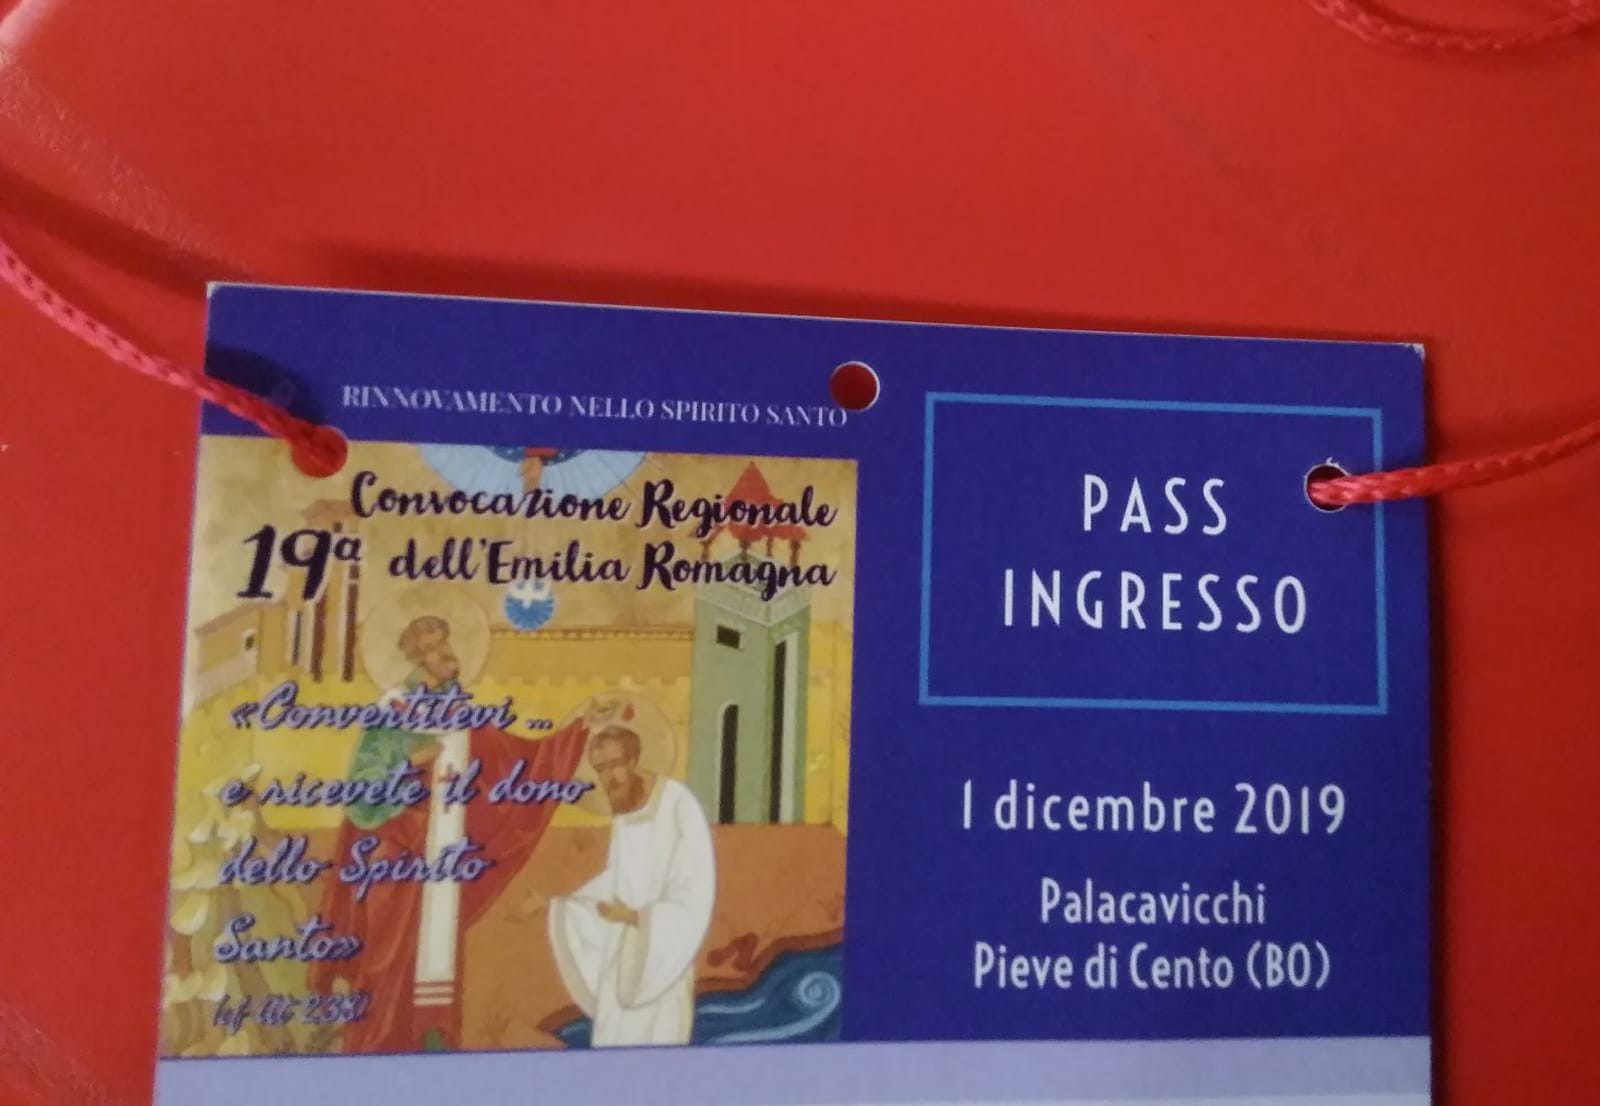 RINNOVAMENTO NELLO SPIRITO SANTO
Convocazione Regionale
19ª dell'Emilia Romagna
«Convertitevi ...
e ricevete il dono
dello Spirito
Santo»
PASS
INGRESSO
1 dicembre 2019
Palacavicchi
Pieve di Cento (BO)